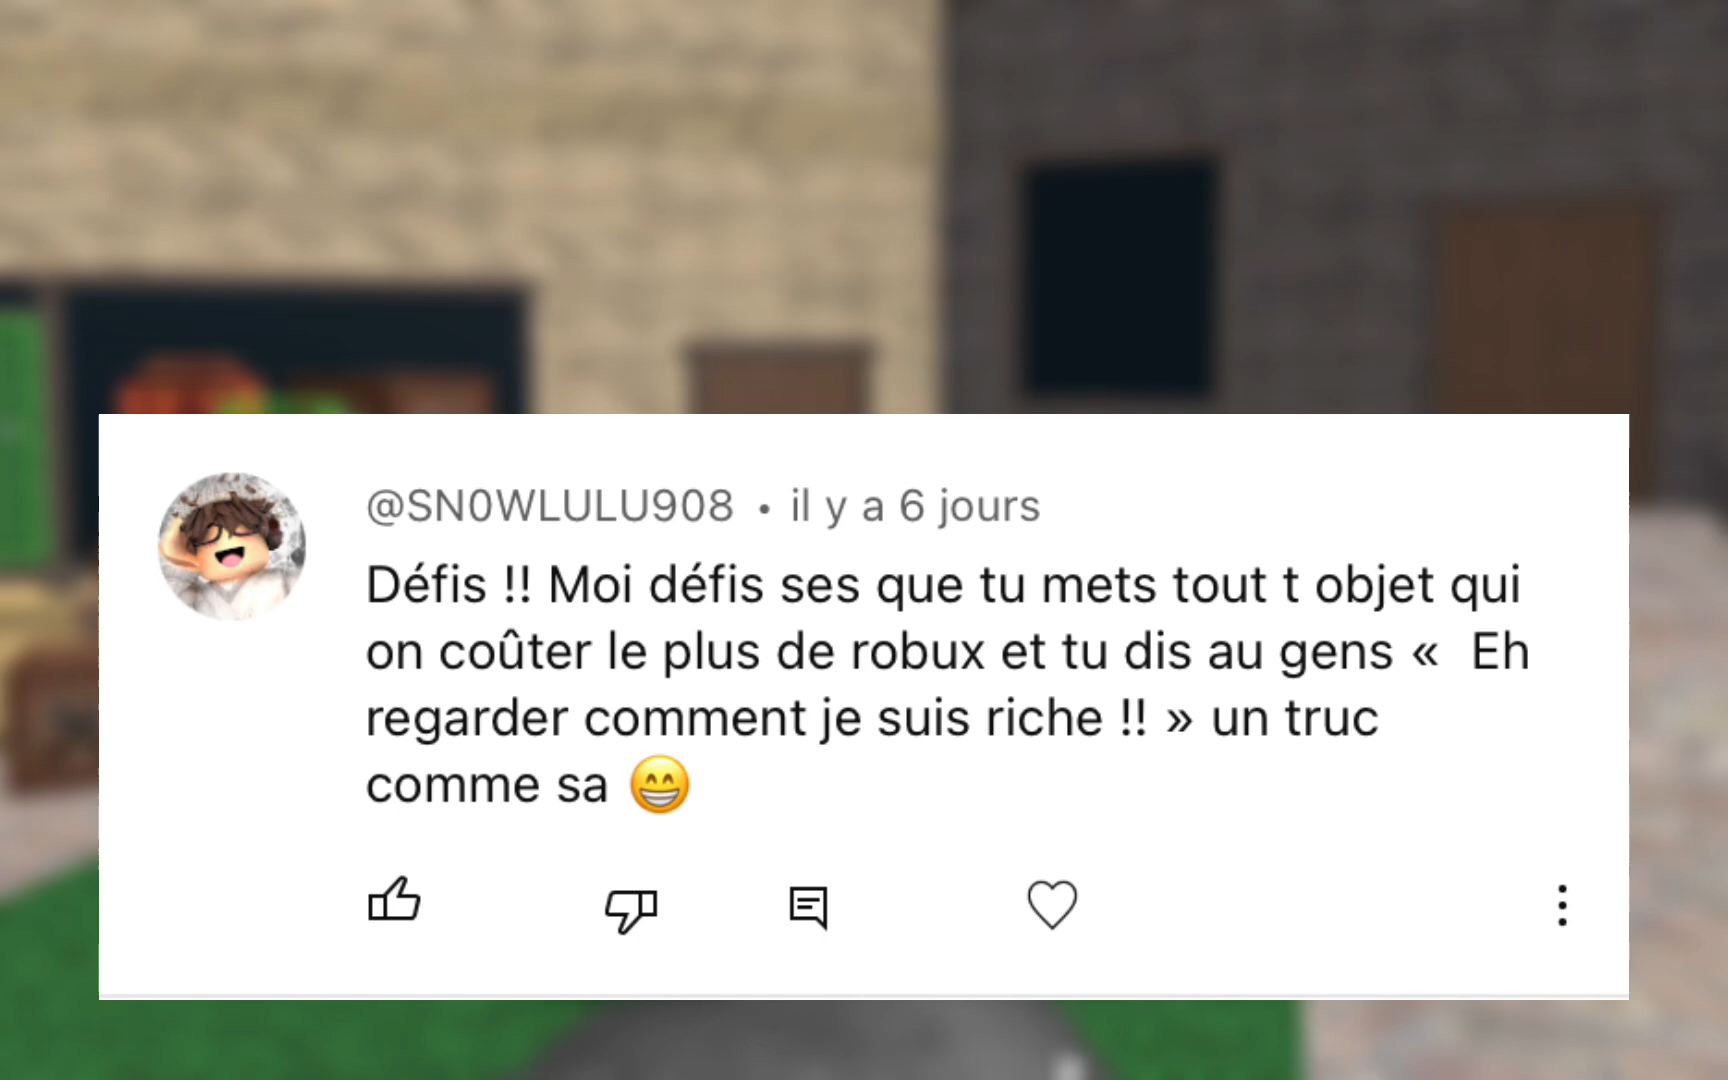 @SN0WLULU908 • il y a 6 jours
Défis !! Moi défis ses que tu mets tout t objet qui
on coûter le plus de robux et tu dis au gens «  Eh
regarder comment je suis riche !! » un truc
comme sa 😁